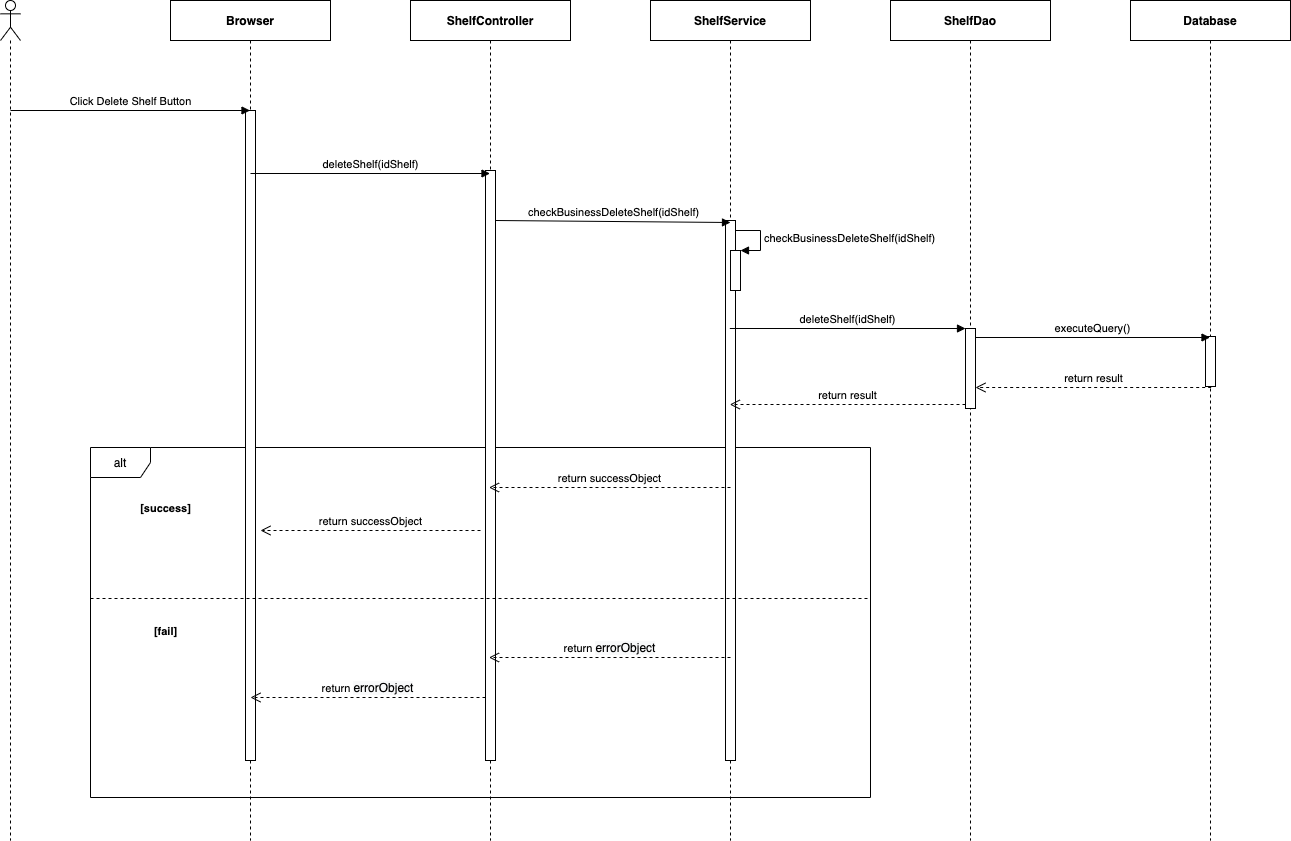 Browser
ShelfController
ShelfService
ShelfDao
Database
Click Delete Shelf Button
deleteShelf(idShelf)
checkBusinessDeleteShelf(idShelf)
checkBusinessDeleteShelf(idShelf)
deleteShelf(idShelf)
executeQuery()
return result
return result
alt
return successObject
[success]
return successObject
[fail]
return errorObject
return errorObject